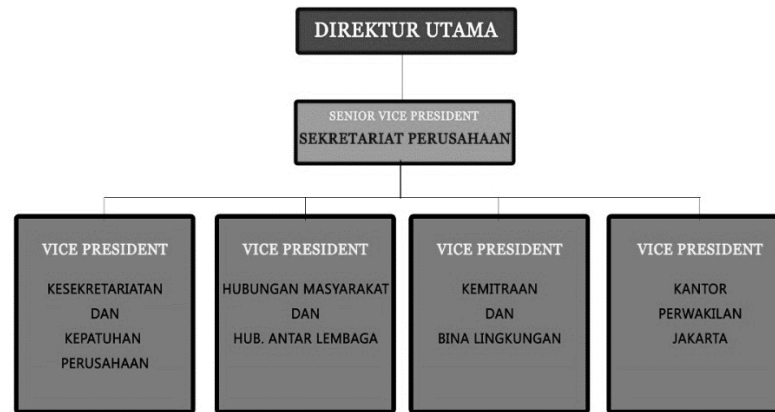 DIREKTUR UTAMA
SENIOR VICE PRESIDENT
SEKRETARIAT PERUSAHAAN
VICE PRESIDENT
KESEKRETARIATAN
DAN
KEPATUHAN
PERUSAHAAN
VICE PRESIDENT
HUBUNGAN MASYARAKAT
DAN
HUB. ANTAR LEMBAGA
VICE PRESIDENT
KEMITRAAN
DAN
BINA LINGKUNGAN
VICE PRESIDENT
KANTOR
PERWAKILAN
JAKARTA